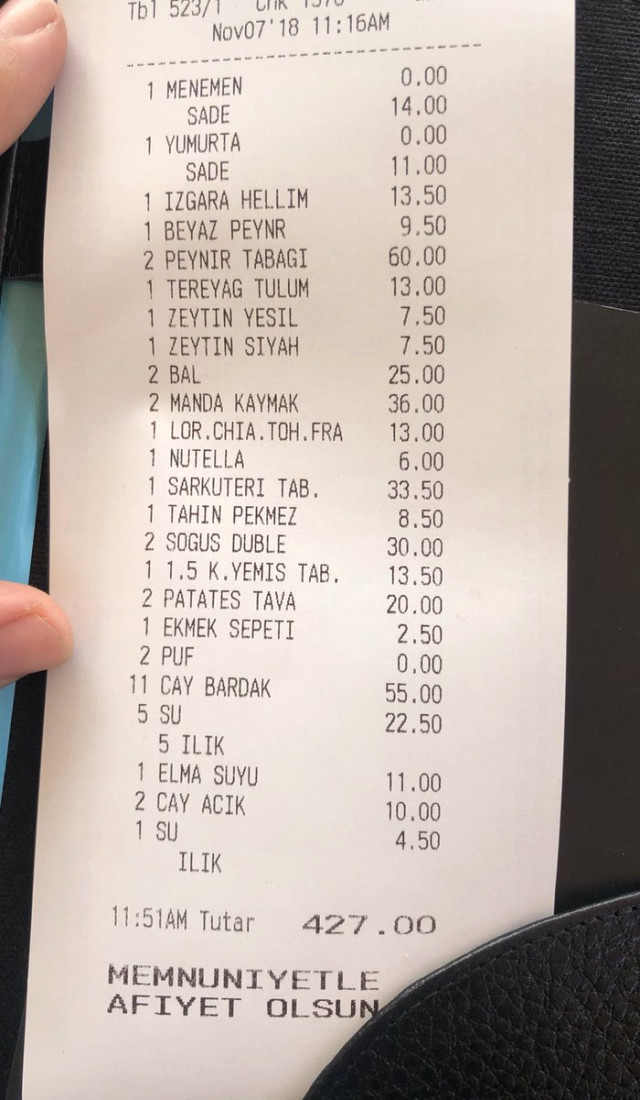 Tbl 523/1 Chk 1576
Nov07'18 11:16AM
1 MENEMEN 0.00
SADE 14.00
1 YUMURTA 0.00
SADE 11.00
1 IZGARA HELLIM 13.50
1 BEYAZ PEYNR 9.50
2 PEYNIR TABAGI 60.00
1 TEREYAG TULUM 13.00
1 ZEYTIN YESIL 7.50
1 ZEYTIN SIYAH 7.50
2 BAL 25.00
2 MANDA KAYMAK 36.00
1 LOR.CHIA.TOH.FRA 13.00
1 NUTELLA 6.00
1 SARKUTERI TAB. 33.50
1 TAHIN PEKMEZ 8.50
2 SOGUS DUBLE 30.00
1 1.5 K.YEMIS TAB. 13.50
2 PATATES TAVA 20.00
1 EKMEK SEPETI 2.50
2 PUF 0.00
11 CAY BARDAK 55.00
5 SU 22.50
5 ILIK
1 ELMA SUYU 11.00
2 CAY ACIK 10.00
1 SU 4.50
ILIK
11:51AM Tutar 427.00
MEMNUNIYETLE
AFIYET OLSUN